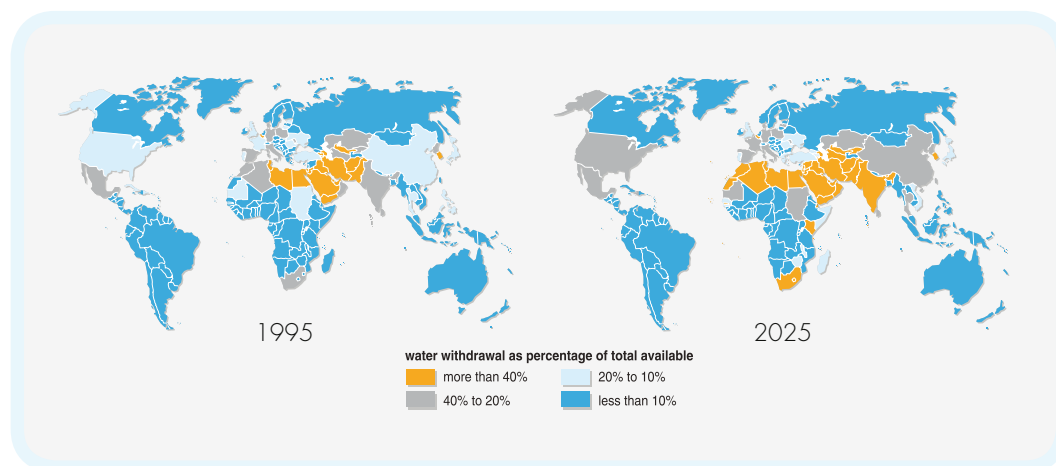 1995
2025
water withdrawal as percentage of total available
more than 40%
20% to 10%
40% to 20%
less than 10%